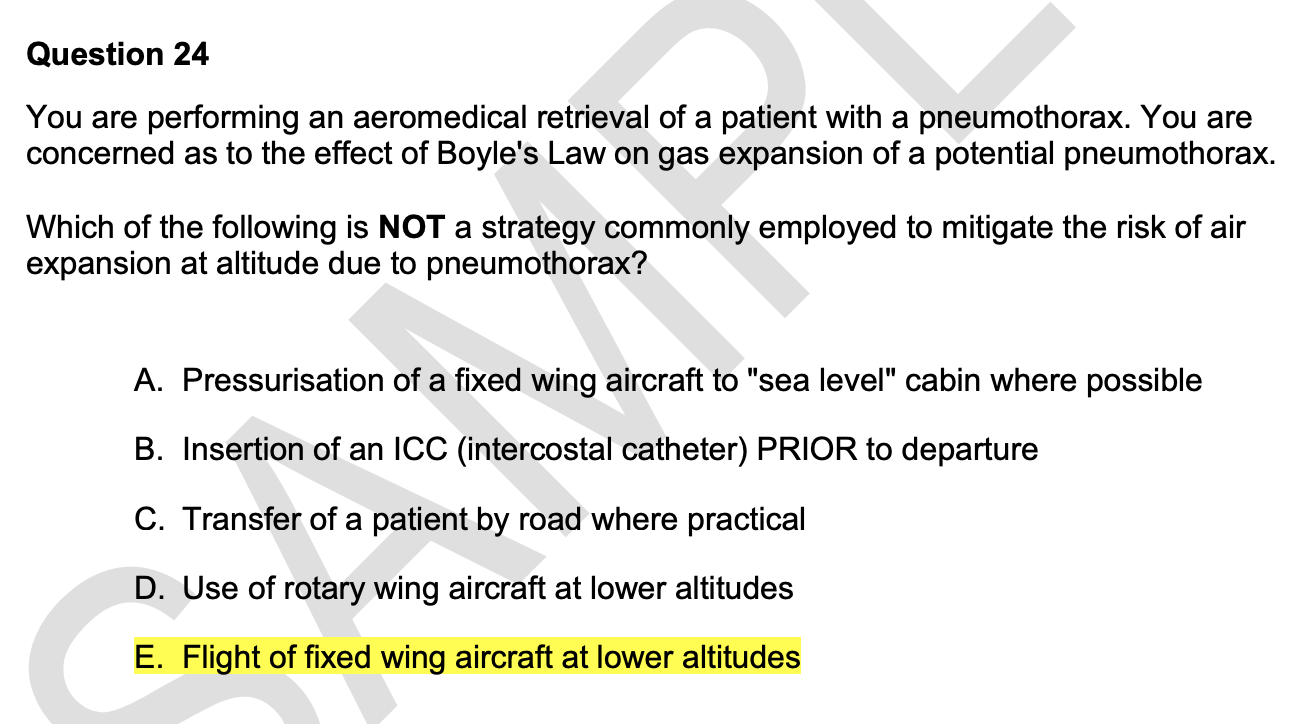 Question 24
You are performing an aeromedical retrieval of a patient with a pneumothorax. You are
concerned as to the effect of Boyle's Law on gas expansion of a potential pneumothorax.
Which of the following is NOT a strategy commonly employed to mitigate the risk of air
expansion at altitude due to pneumothorax?
A. Pressurisation of a fixed wing aircraft to "sea level" cabin where possible
B. Insertion of an ICC (intercostal catheter) PRIOR to departure
C. Transfer of a patient by road where practical
D. Use of rotary wing aircraft at lower altitudes
E. Flight of fixed wing aircraft at lower altitudes
SAMPL